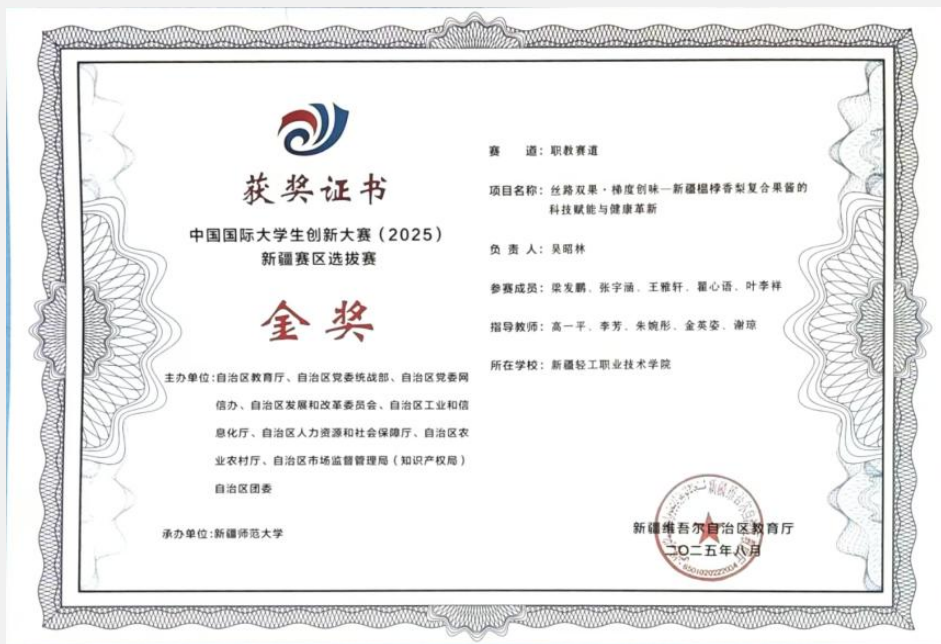 获奖证书
中国国际大学生创新大赛（2025）
新疆赛区选拔赛
金奖
主办单位：自治区教育厅、自治区党委统战部、自治区党委网
信办、自治区发展和改革委员会、自治区工业和信
息化厅、自治区人力资源和社会保障厅、自治区农
业农村厅、自治区市场监督管理局（知识产权局）
自治区团委
承办单位：新疆师范大学
赛　　道：职教赛道
项目名称：丝路双果·梯度创味—新疆榅桲香梨复合果酱的
科技赋能与健康革新
负 责 人：吴昭林
参赛成员：梁发鹏、张宇涵、王雅轩、瞿心语、叶李祥
指导教师：高一平、李芳、朱婉彤、金英姿、谢琼
所在学校：新疆轻工职业技术学院
新疆维吾尔自治区教育厅
二〇二五年八月
6501020222004